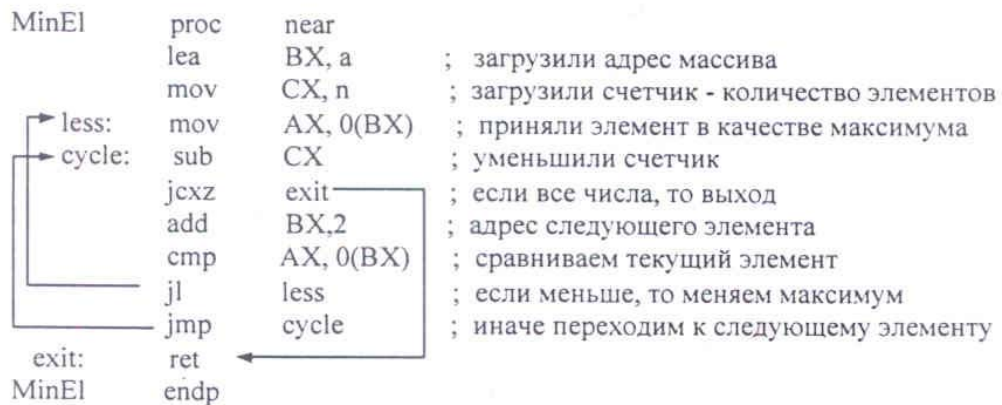 MinEl proc near
lea BX, a ; загрузили адрес массива
mov CX, n ; загрузили счетчик - количество элементов
less: mov AX, 0(BX) ; приняли элемент в качестве максимума
cycle: sub CX ; уменьшили счетчик
jcxz exit ; если все числа, то выход
add BX,2 ; адрес следующего элемента
cmp AX, 0(BX) ; сравниваем текущий элемент
jl less ; если меньше, то меняем максимум
jmp cycle ; иначе переходим к следующему элементу
exit: ret
MinEl endp